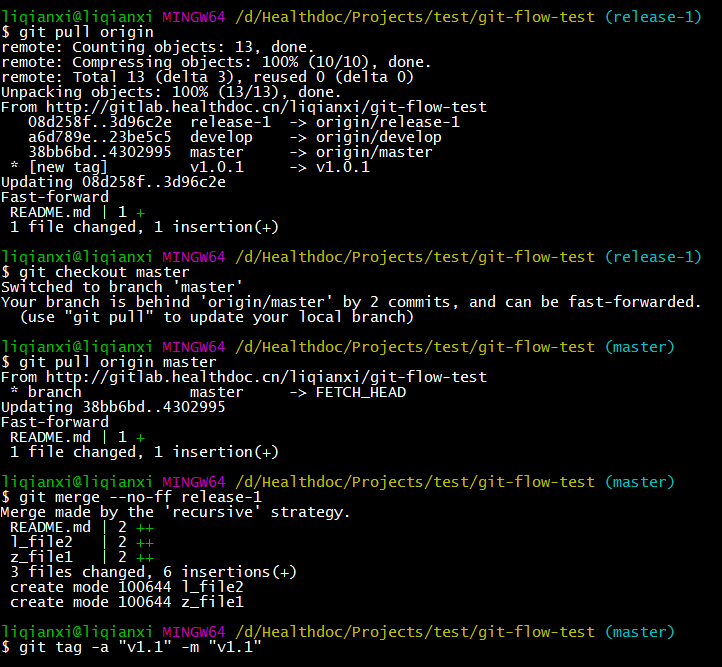 liqianxi@liqianxi MINGW64 /d/Healthdoc/Projects/test/git-flow-test (release-1)
$ git pull origin
remote: Counting objects: 13, done.
remote: Compressing objects: 100% (10/10), done.
remote: Total 13 (delta 3), reused 0 (delta 0)
Unpacking objects: 100% (13/13), done.
From http://gitlab.healthdoc.cn/liqianxi/git-flow-test
   08d258f..3d96c2e  release-1  -> origin/release-1
   a6d789e..23be5c5  develop    -> origin/develop
   38bb6bd..4302995  master     -> origin/master
 * [new tag]         v1.0.1     -> v1.0.1
Updating 08d258f..3d96c2e
Fast-forward
 README.md | 1 +
 1 file changed, 1 insertion(+)
liqianxi@liqianxi MINGW64 /d/Healthdoc/Projects/test/git-flow-test (release-1)
$ git checkout master
Switched to branch 'master'
Your branch is behind 'origin/master' by 2 commits, and can be fast-forwarded.
  (use "git pull" to update your local branch)
liqianxi@liqianxi MINGW64 /d/Healthdoc/Projects/test/git-flow-test (master)
$ git pull origin master
From http://gitlab.healthdoc.cn/liqianxi/git-flow-test
 * branch            master     -> FETCH_HEAD
Updating 38bb6bd..4302995
Fast-forward
 README.md | 1 +
 1 file changed, 1 insertion(+)
liqianxi@liqianxi MINGW64 /d/Healthdoc/Projects/test/git-flow-test (master)
$ git merge --no-ff release-1
Merge made by the 'recursive' strategy.
 README.md | 2 ++
 l_file2   | 2 ++
 z_file1   | 2 ++
 3 files changed, 6 insertions(+)
 create mode 100644 l_file2
 create mode 100644 z_file1
liqianxi@liqianxi MINGW64 /d/Healthdoc/Projects/test/git-flow-test (master)
$ git tag -a "v1.1" -m "v1.1"